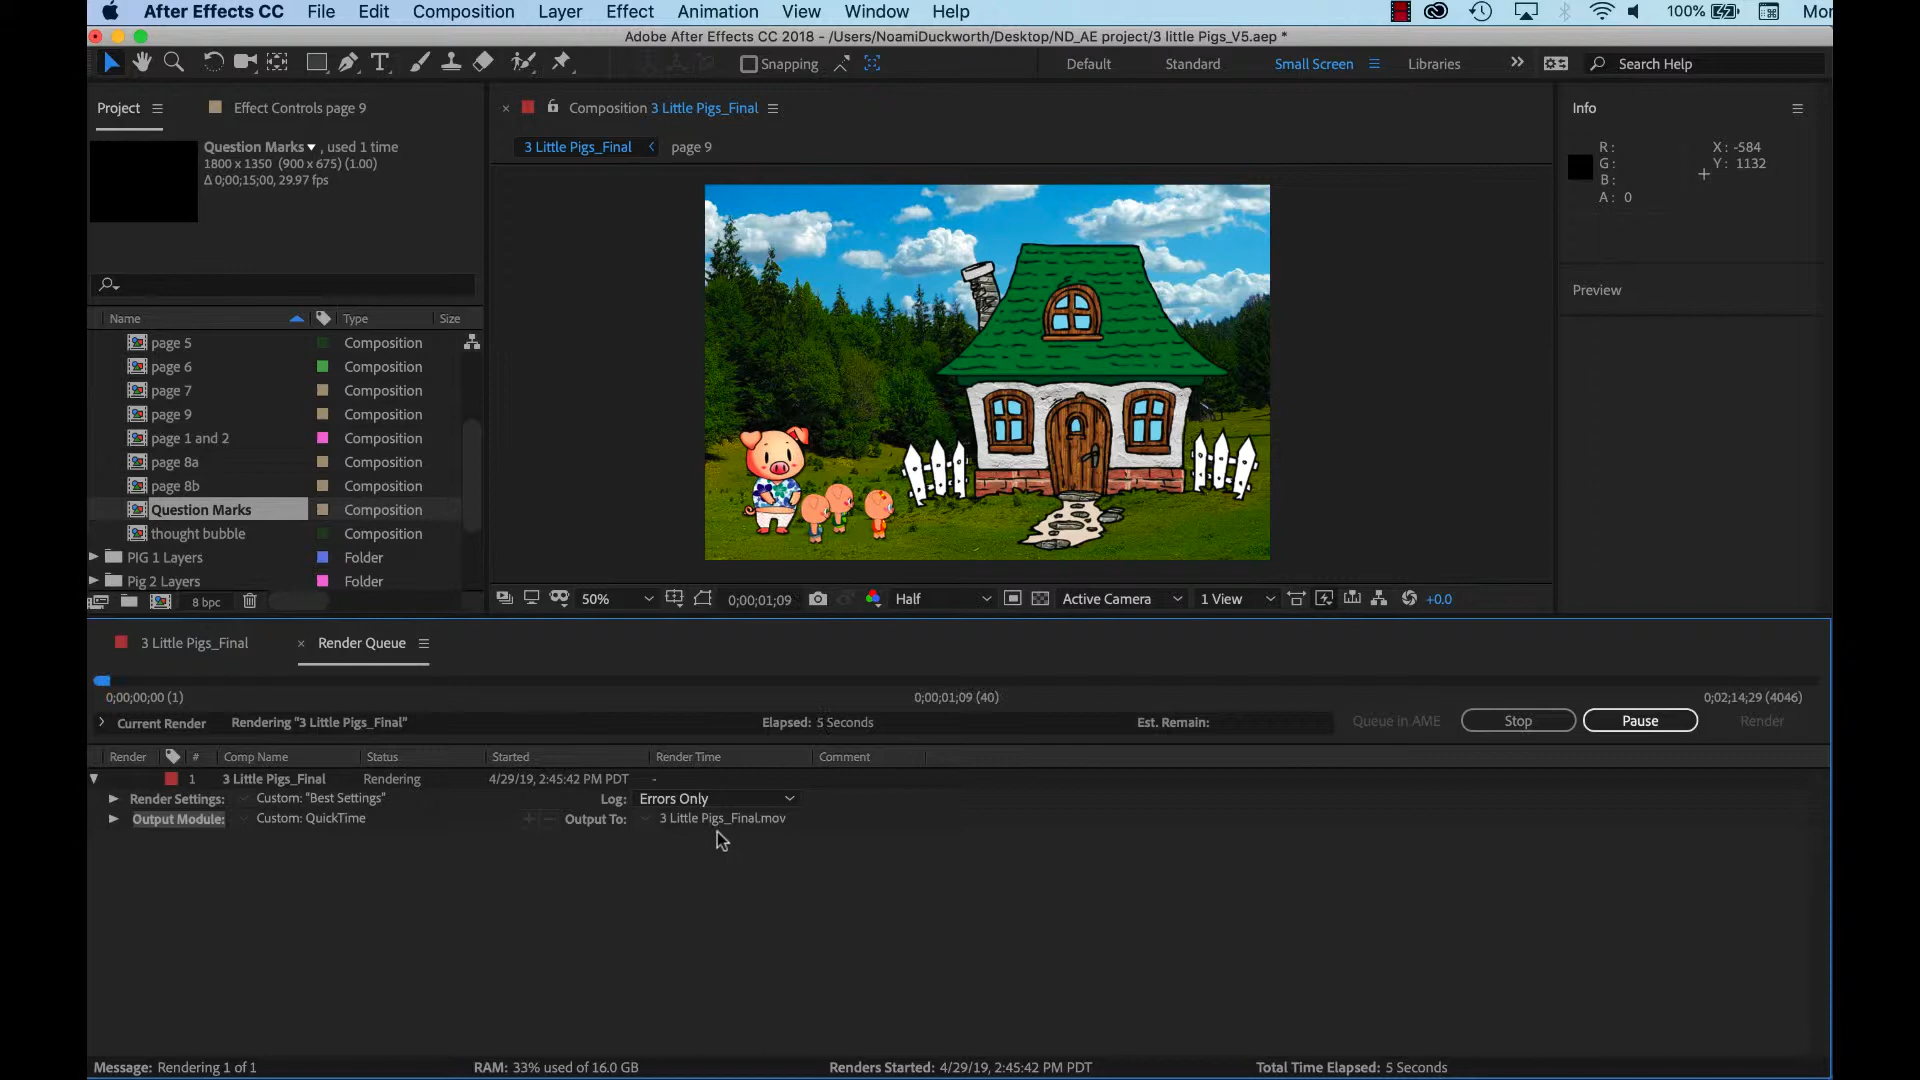 After Effects CC File Edit Composition Layer Effect Animation View Window Help 100% Mon
Adobe After Effects CC 2018 - /Users/NoamiDuckworth/Desktop/ND_AE project/3 little Pigs_V5.aep *
Snapping Default Standard Small Screen Libraries Search Help
Project Effect Controls page 9
Composition 3 Little Pigs_Final
Info
Question Marks , used 1 time
1800 x 1350 (900 x 675) (1.00)
Δ 0;00;15;00, 29.97 fps
3 Little Pigs_Final page 9
R: X: -584
G: Y: 1132
B:
A: 0
Preview
Name Type Size
page 5 Composition
page 6 Composition
page 7 Composition
page 9 Composition
page 1 and 2 Composition
page 8a Composition
page 8b Composition
Question Marks Composition
thought bubble Composition
PIG 1 Layers Folder
Pig 2 Layers Folder
8 bpc
50% 0;00;01;09 Half Active Camera 1 View +0.0
3 Little Pigs_Final Render Queue
0;00;00;00 (1) 0;00;01;09 (40) 0;02;14;29 (4046)
Current Render Rendering "3 Little Pigs_Final" Elapsed: 5 Seconds Est. Remain: Queue in AME Stop Pause Render
Render # Comp Name Status Started Render Time Comment
1 3 Little Pigs_Final Rendering 4/29/19, 2:45:42 PM PDT -
Render Settings: Custom: "Best Settings" Log: Errors Only
Output Module: Custom: QuickTime Output To: 3 Little Pigs_Final.mov
Message: Rendering 1 of 1 RAM: 33% used of 16.0 GB Renders Started: 4/29/19, 2:45:42 PM PDT Total Time Elapsed: 5 Seconds